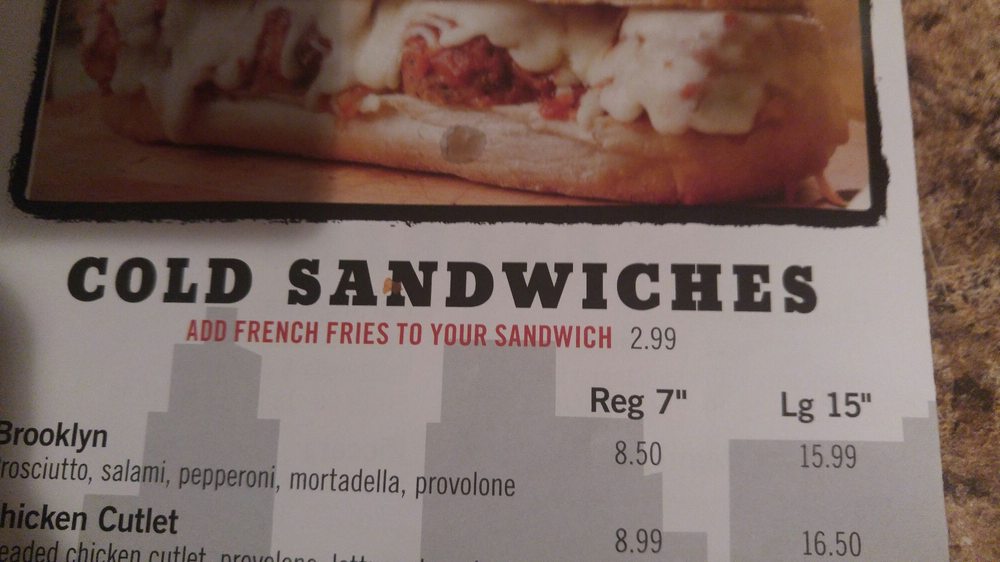 COLD SANDWICHES
ADD FRENCH FRIES TO YOUR SANDWICH 2.99
Reg 7" Lg 15"
Brooklyn 8.50 15.99
rosciutto, salami, pepperoni, mortadella, provolone
hicken Cutlet 8.99 16.50
eaded chicken cutlet, provolone,